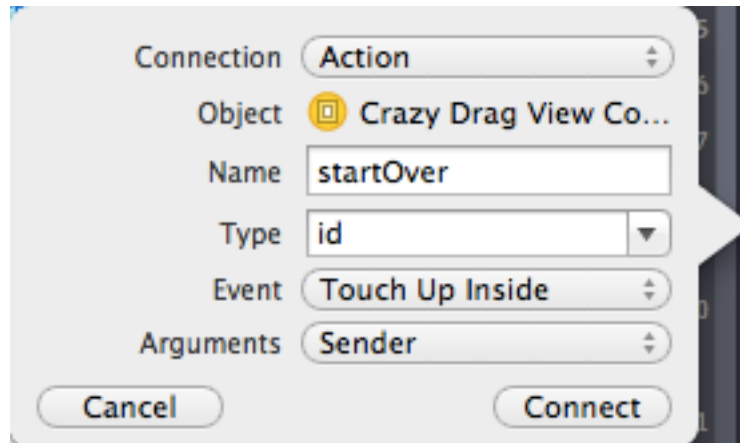 Connection Action
Object Crazy Drag View Co...
Name startOver
Type id
Event Touch Up Inside
Arguments Sender
Cancel Connect